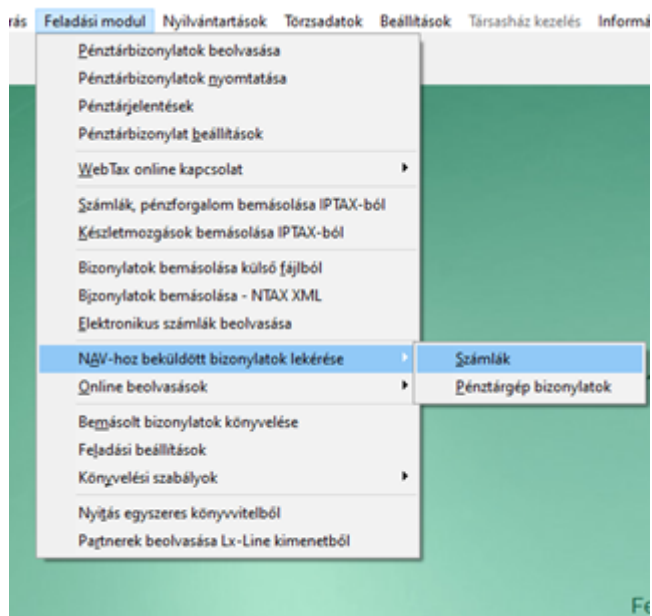 rás Feladási modul Nyilvántartások Törzsadatok Beállítások Társasház kezelés Informá
Pénztárbizonylatok beolvasása
Pénztárbizonylatok nyomtatása
Pénztárjelentések
Pénztárbizonylat beállítások
WebTax online kapcsolat
Számlák, pénzforgalom bemásolása IPTAX-ból
Készletmozgások bemásolása IPTAX-ból
Bizonylatok bemásolása külső fájlból
Bizonylatok bemásolása - NTAX XML
Elektronikus számlák beolvasása
NAV-hoz beküldött bizonylatok lekérése
Számlák
Online beolvasások
Pénztárgép bizonylatok
Bemásolt bizonylatok könyvelése
Feladási beállítások
Könyvelési szabályok
Nyitás egyszeres könyvvitelből
Partnerek beolvasása Lx-Line kimenetből
Fe